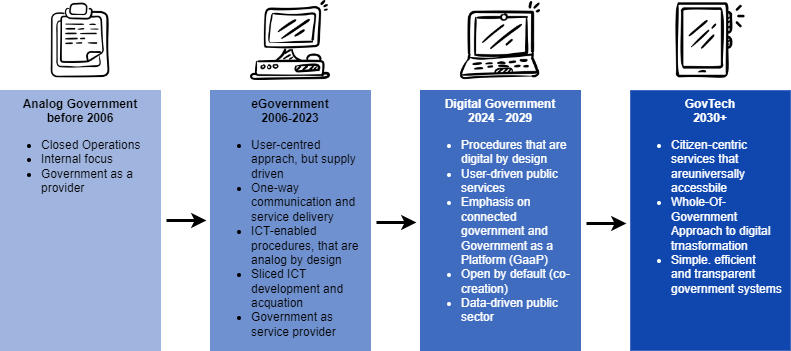 Analog Government
before 2006
Closed Operations
Internal focus
Government as a
provider
eGovernment
2006-2023
User-centred
apprach, but supply
driven
One-way
communication and
service delivery
ICT-enabled
procedures, that are
analog by design
Sliced ICT
development and
acquation
Government as
service provider
Digital Government
2024 - 2029
Procedures that are
digital by design
User-driven public
services
Emphasis on
connected
government and
Government as a
Platform (GaaP)
Open by default (co-
creation)
Data-driven public
sector
GovTech
2030+
Citizen-centric
services that
areuniversally
accessbile
Whole-Of-
Government
Approach to digital
trnasformation
Simple. efficient
and transparent
government systems